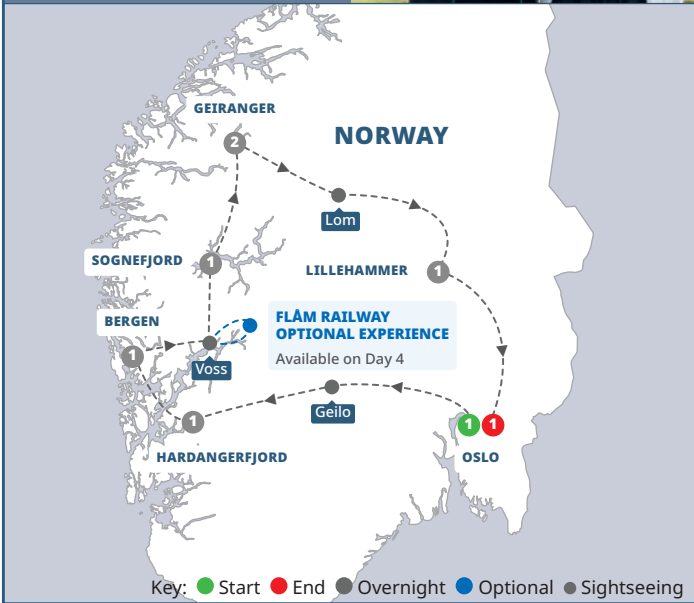 GEIRANGER
2
NORWAY
Lom
SOGNEFJORD
1
LILLEHAMMER
1
BERGEN
1
FLÅM RAILWAY
OPTIONAL EXPERIENCE
Available on Day 4
Voss
Geilo
1
HARDANGERFJORD
1
1
OSLO
Key: Start End Overnight Optional Sightseeing